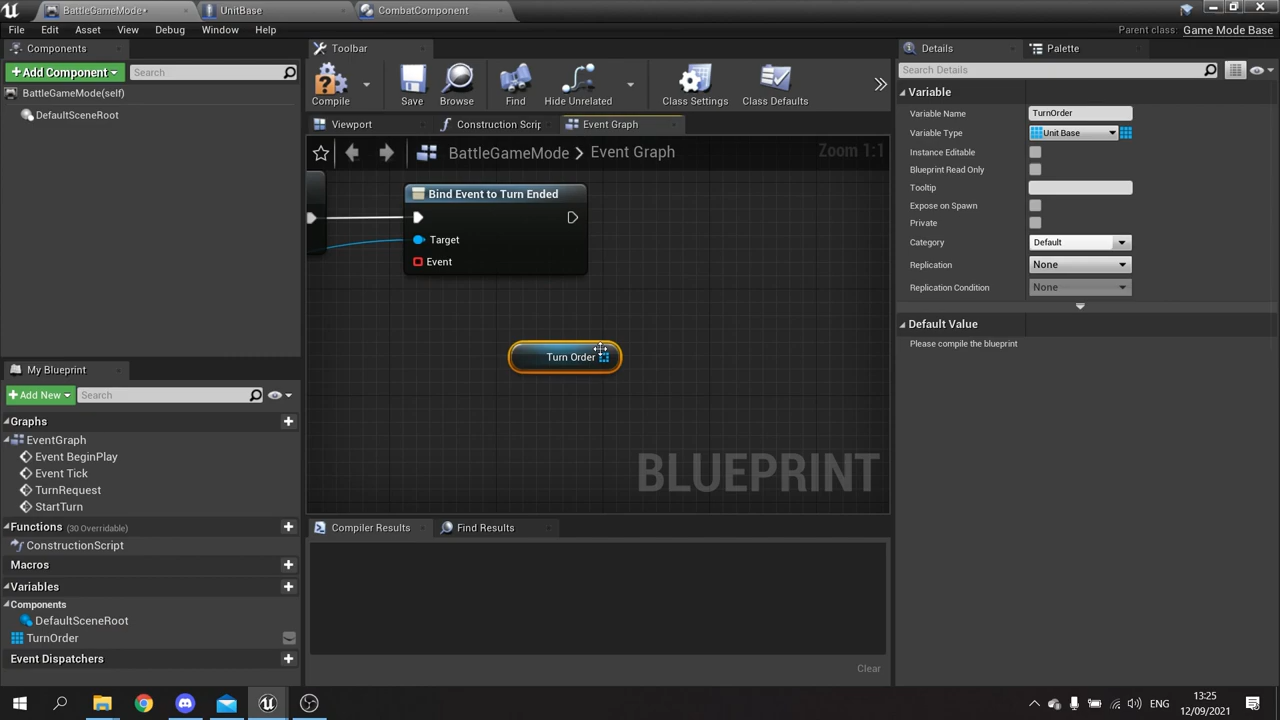 BattleGameMode*
UnitBase
CombatComponent
File
Edit
Asset
View
Debug
Window
Help
Parent class: Game Mode Base
Components
Add Component
Search
BattleGameMode(self)
DefaultSceneRoot
Toolbar
Compile
Save
Browse
Find
Hide Unrelated
Class Settings
Class Defaults
Viewport
Construction Scrip
Event Graph
BattleGameMode > Event Graph
Zoom 1:1
Bind Event to Turn Ended
Target
Event
Turn Order
BLUEPRINT
Compiler Results
Find Results
Clear
My Blueprint
Add New
Search
Graphs
EventGraph
Event BeginPlay
Event Tick
TurnRequest
StartTurn
Functions (30 Overridable)
ConstructionScript
Macros
Variables
Components
DefaultSceneRoot
TurnOrder
Event Dispatchers
Details
Palette
Search Details
Variable
Variable Name TurnOrder
Variable Type Unit Base
Instance Editable
Blueprint Read Only
Tooltip
Expose on Spawn
Private
Category Default
Replication None
Replication Condition None
Default Value
Please compile the blueprint
ENG
13:25
12/09/2021